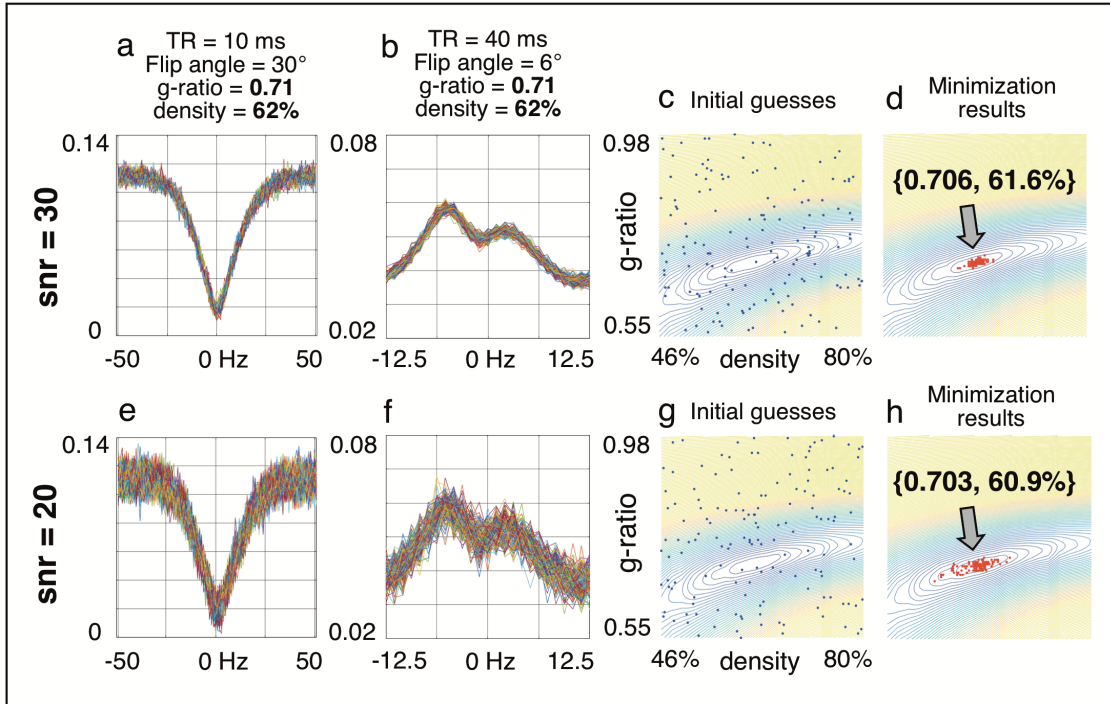 a
TR = 10 ms
Flip angle = 30°
g-ratio = 0.71
density = 62%
b
TR = 40 ms
Flip angle = 6°
g-ratio = 0.71
density = 62%
c Initial guesses
d Minimization
results
snr = 30
0.14
0
-50 0 Hz 50
0.08
0.02
-12.5 0 Hz 12.5
0.98
g-ratio
0.55
46% density 80%
{0.706, 61.6%}
e
f
g Initial guesses
h Minimization
results
snr = 20
0.14
0
-50 0 Hz 50
0.08
0.02
-12.5 0 Hz 12.5
0.98
g-ratio
0.55
46% density 80%
{0.703, 60.9%}